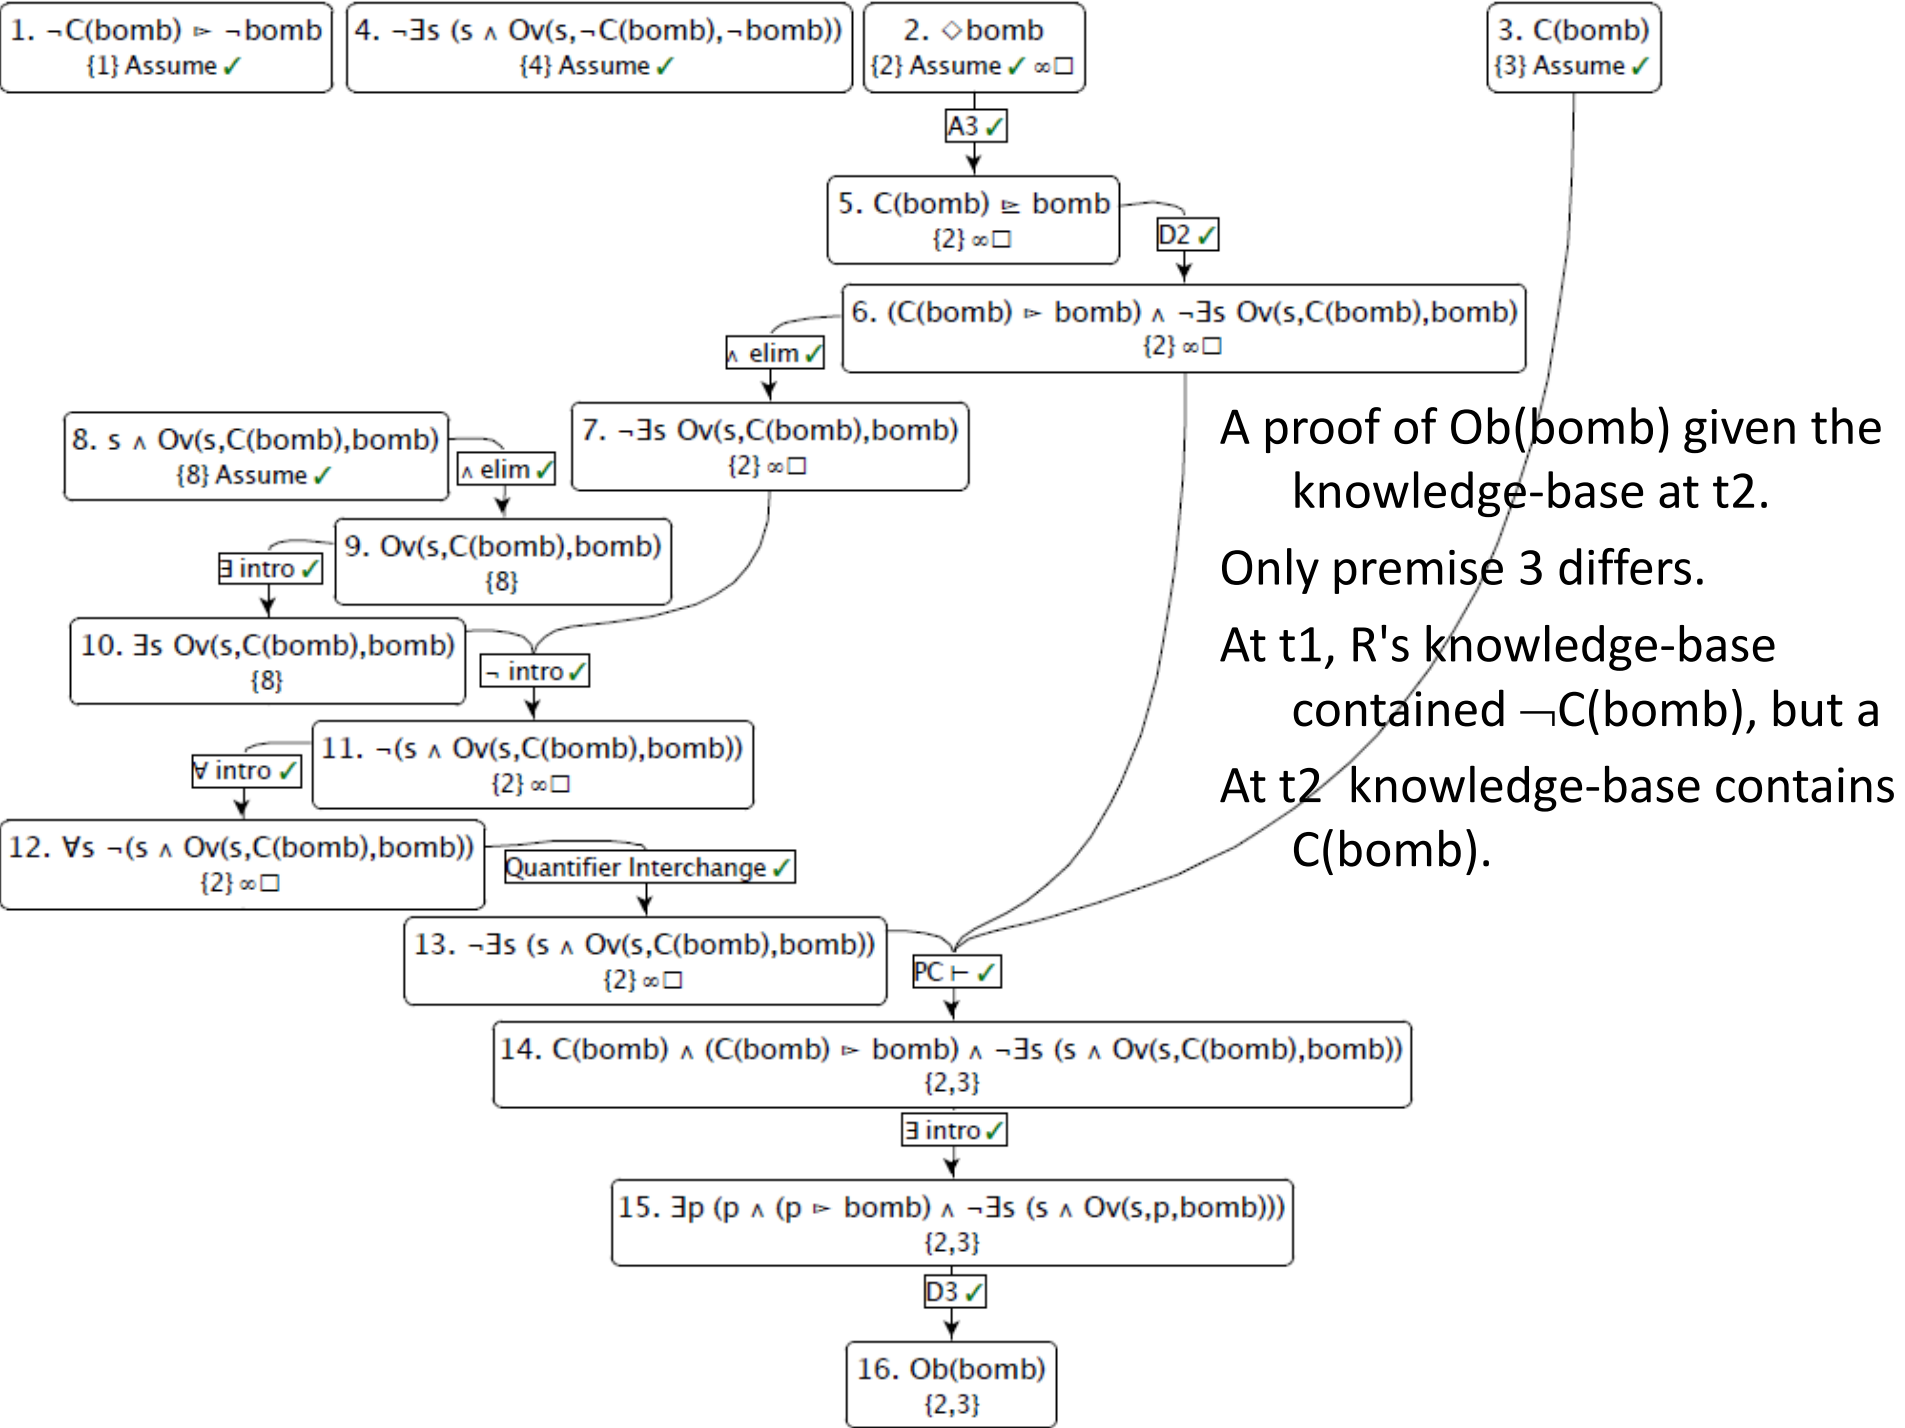 1. ¬C(bomb) ▻ ¬bomb
{1} Assume ✓
4. ¬∃s (s ∧ Ov(s,¬C(bomb),¬bomb))
{4} Assume ✓
2. ◇bomb
{2} Assume ✓ ∞□
3. C(bomb)
{3} Assume ✓
A3 ✓
5. C(bomb) ⊵ bomb
{2} ∞□
D2 ✓
6. (C(bomb) ▻ bomb) ∧ ¬∃s Ov(s,C(bomb),bomb)
{2} ∞□
∧ elim ✓
7. ¬∃s Ov(s,C(bomb),bomb)
{2} ∞□
8. s ∧ Ov(s,C(bomb),bomb)
{8} Assume ✓
∧ elim ✓
9. Ov(s,C(bomb),bomb)
{8}
∃ intro ✓
10. ∃s Ov(s,C(bomb),bomb)
{8}
¬ intro ✓
11. ¬(s ∧ Ov(s,C(bomb),bomb))
{2} ∞□
∀ intro ✓
12. ∀s ¬(s ∧ Ov(s,C(bomb),bomb))
{2} ∞□
Quantifier Interchange ✓
13. ¬∃s (s ∧ Ov(s,C(bomb),bomb))
{2} ∞□
PC ⊢ ✓
14. C(bomb) ∧ (C(bomb) ▻ bomb) ∧ ¬∃s (s ∧ Ov(s,C(bomb),bomb))
{2,3}
∃ intro ✓
15. ∃p (p ∧ (p ▻ bomb) ∧ ¬∃s (s ∧ Ov(s,p,bomb)))
{2,3}
D3 ✓
16. Ob(bomb)
{2,3}
A proof of Ob(bomb) given the
knowledge-base at t2.
Only premise 3 differs.
At t1, R's knowledge-base
contained ¬C(bomb), but a
At t2 knowledge-base contains
C(bomb).